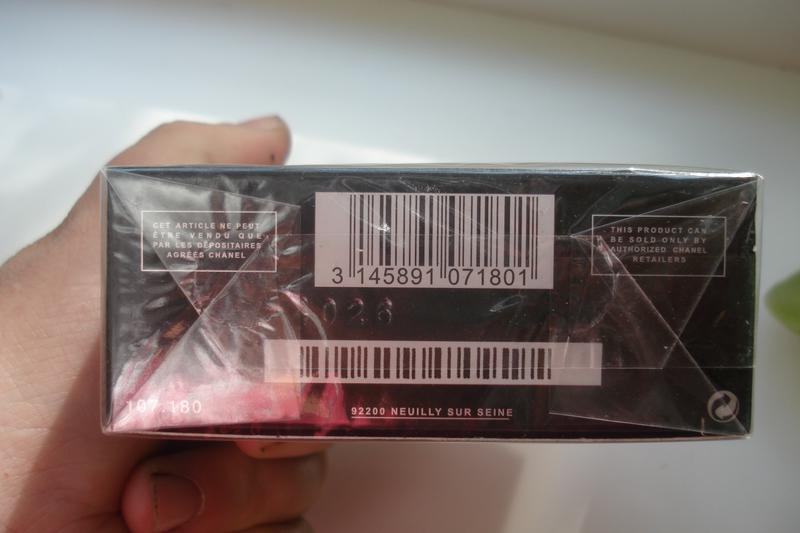 CET ARTICLE NE PEUT
ÊTRE VENDU QUE
PAR LES DÉPOSITAIRES
AGRÉÉS CHANEL
THIS PRODUCT CAN
BE SOLD ONLY BY
AUTHORIZED CHANEL
RETAILERS
3 145891 071801
028
107.180
92200 NEUILLY SUR SEINE